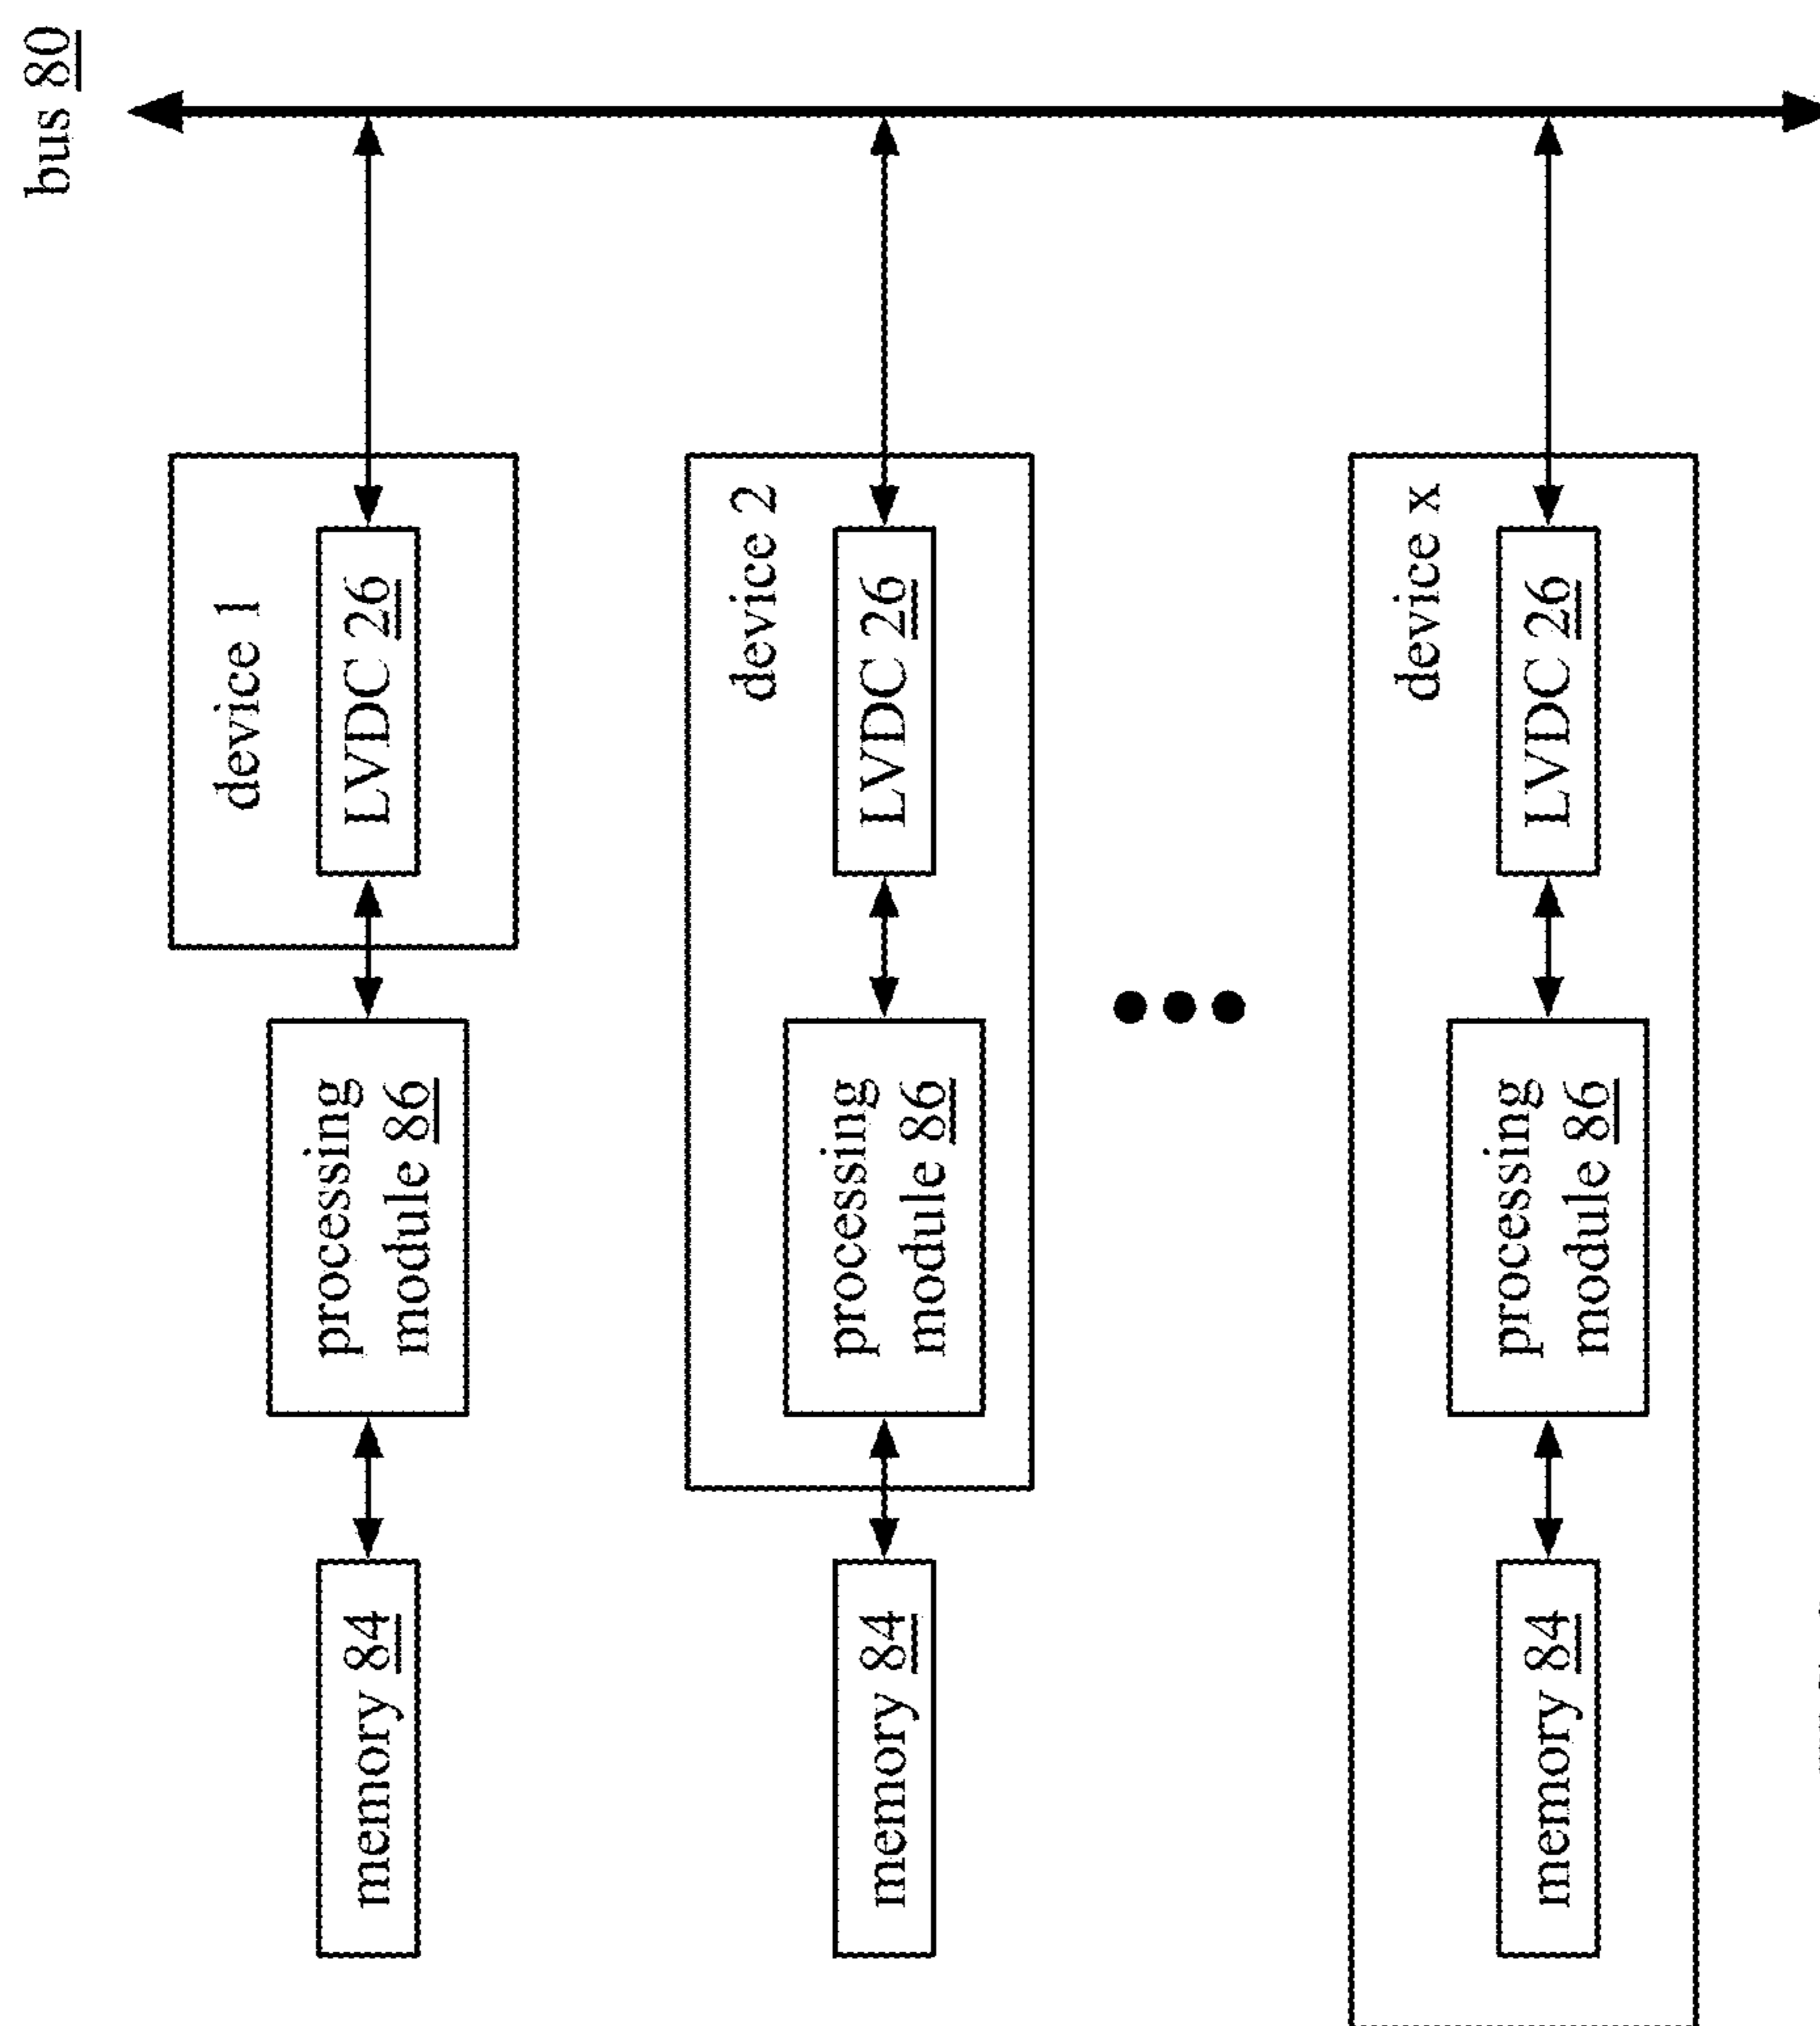 bus 80
device 1
memory 84
processing
module 86
LVDC 26
device 2
memory 84
processing
module 86
LVDC 26
device x
memory 84
processing
module 86
LVDC 26